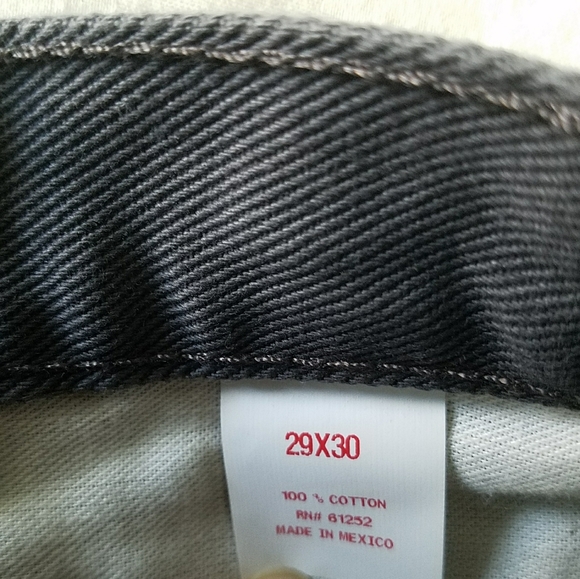 29X30
100 % COTTON
RN# 61252
MADE IN MEXICO